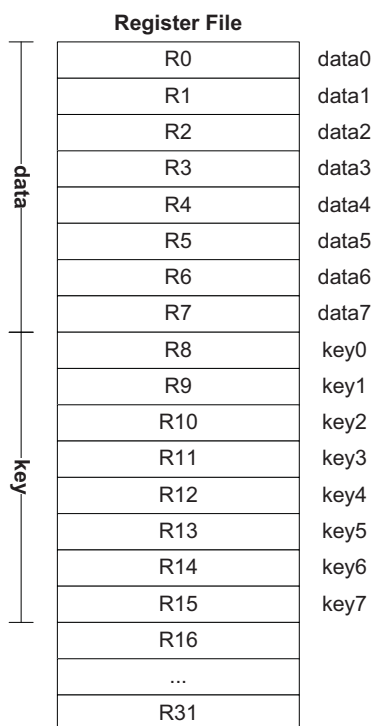 Register File
R0 data0
R1 data1
R2 data2
R3 data3
R4 data4
R5 data5
R6 data6
R7 data7
R8 key0
R9 key1
R10 key2
R11 key3
R12 key4
R13 key5
R14 key6
R15 key7
R16
...
R31
data
key